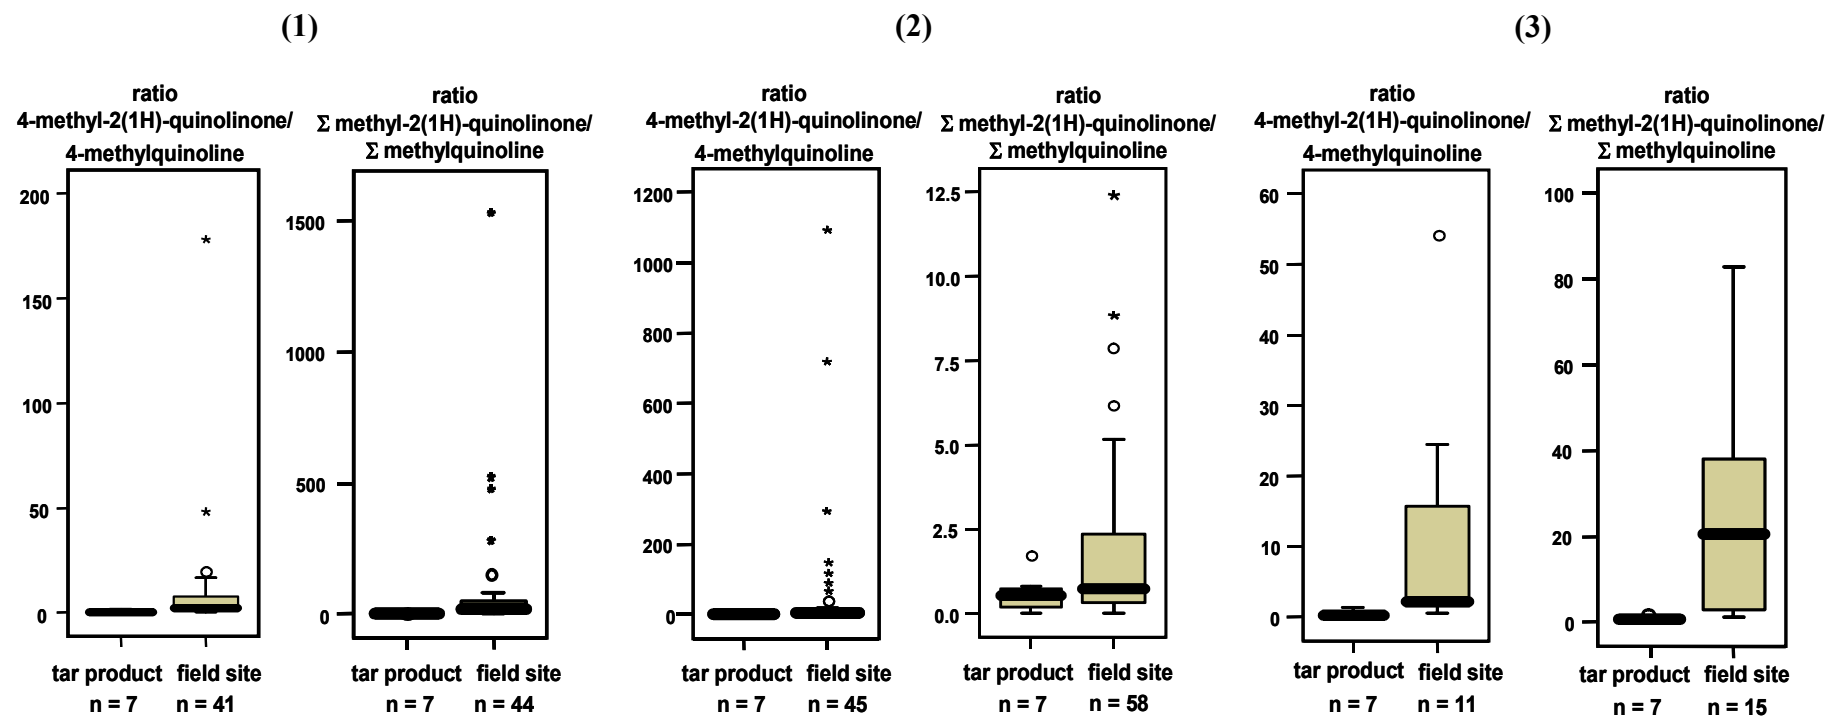 (1)
(2)
(3)
ratio
4-methyl-2(1H)-quinolinone/
4-methylquinoline
200
150
100
50
0
tar product field site
n = 7 n = 41
ratio
Σ methyl-2(1H)-quinolinone/
Σ methylquinoline
1500
1000
500
0
tar product field site
n = 7 n = 44
ratio
4-methyl-2(1H)-quinolinone/
4-methylquinoline
1200
1000
800
600
400
200
0
tar product field site
n = 7 n = 45
ratio
Σ methyl-2(1H)-quinolinone/
Σ methylquinoline
12.5
10.0
7.5
5.0
2.5
0.0
tar product field site
n = 7 n = 58
ratio
4-methyl-2(1H)-quinolinone/
4-methylquinoline
60
50
40
30
20
10
0
tar product field site
n = 7 n = 11
ratio
Σ methyl-2(1H)-quinolinone/
Σ methylquinoline
100
80
60
40
20
0
tar product field site
n = 7 n = 15